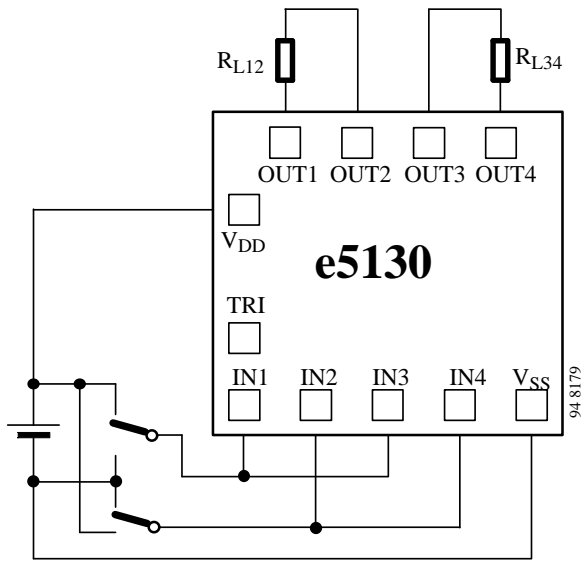 RL12
RL34
OUT1 OUT2 OUT3 OUT4
VDD
e5130
TRI
IN1 IN2 IN3 IN4 VSS
94 8179